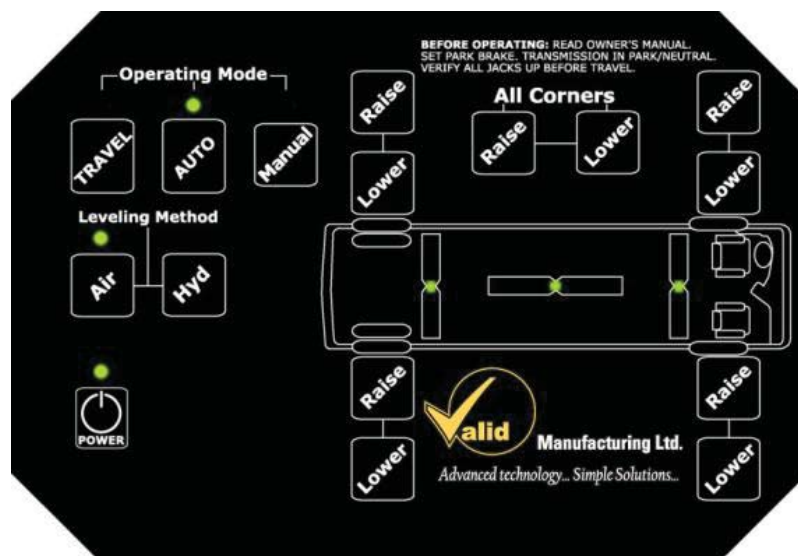 BEFORE OPERATING: READ OWNER'S MANUAL.
SET PARK BRAKE. TRANSMISSION IN PARK/NEUTRAL.
VERIFY ALL JACKS UP BEFORE TRAVEL.
Operating Mode
TRAVEL
AUTO
Manual
Raise
Lower
All Corners
Raise
Lower
Raise
Lower
Leveling Method
Air
Hyd
POWER
Raise
Lower
Valid
Manufacturing Ltd.
Advanced technology... Simple Solutions...
Raise
Lower